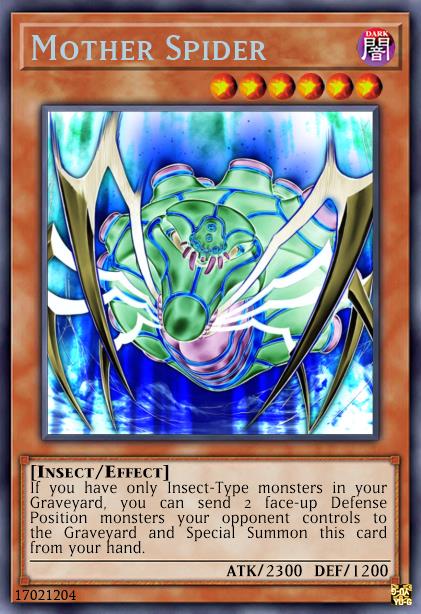 Mother Spider
DARK
闇
[Insect/Effect]
If you have only Insect-Type monsters in your
Graveyard, you can send 2 face-up Defense
Position monsters your opponent controls to
the Graveyard and Special Summon this card
from your hand.
ATK/2300 DEF/1200
17021204